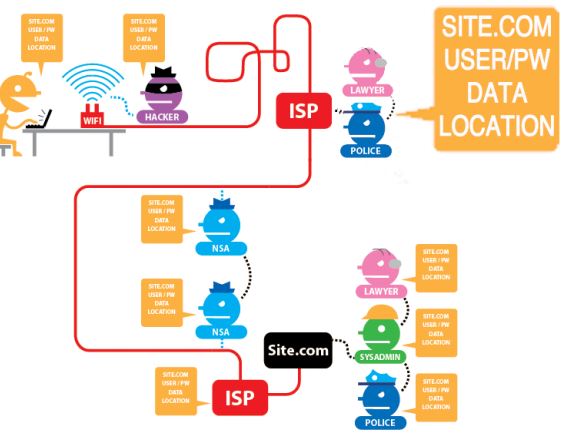 SITE.COM
USER / PW
DATA
LOCATION
SITE.COM
USER / PW
DATA
LOCATION
WIFI
HACKER
ISP
LAWYER
POLICE
SITE.COM
USER/PW
DATA
LOCATION
SITE.COM
USER / PW
DATA
LOCATION
NSA
SITE.COM
USER / PW
DATA
LOCATION
NSA
LAWYER
SITE.COM
USER / PW
DATA
LOCATION
Site.com
SYSADMIN
SITE.COM
USER / PW
DATA
LOCATION
SITE.COM
USER / PW
DATA
LOCATION
ISP
POLICE
SITE.COM
USER / PW
DATA
LOCATION